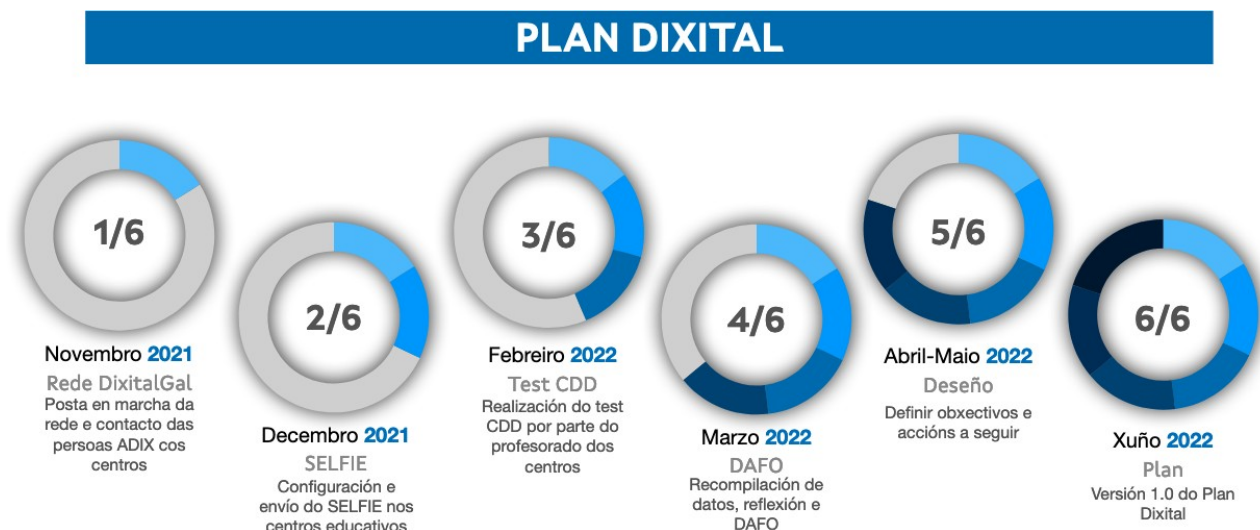 PLAN DIXITAL
1/6
Novembro 2021
Rede DixitalGal
Posta en marcha da
rede e contacto das
persoas ADIX cos
centros
2/6
Decembro 2021
SELFIE
Configuración e
envío do SELFIE nos
centros educativos
3/6
Febreiro 2022
Test CDD
Realización do test
CDD por parte do
profesorado dos
centros
4/6
Marzo 2022
DAFO
Recompilación de
datos, reflexión e
DAFO
5/6
Abril-Maio 2022
Deseño
Definir obxectivos e
accións a seguir
6/6
Xuño 2022
Plan
Versión 1.0 do Plan
Dixital